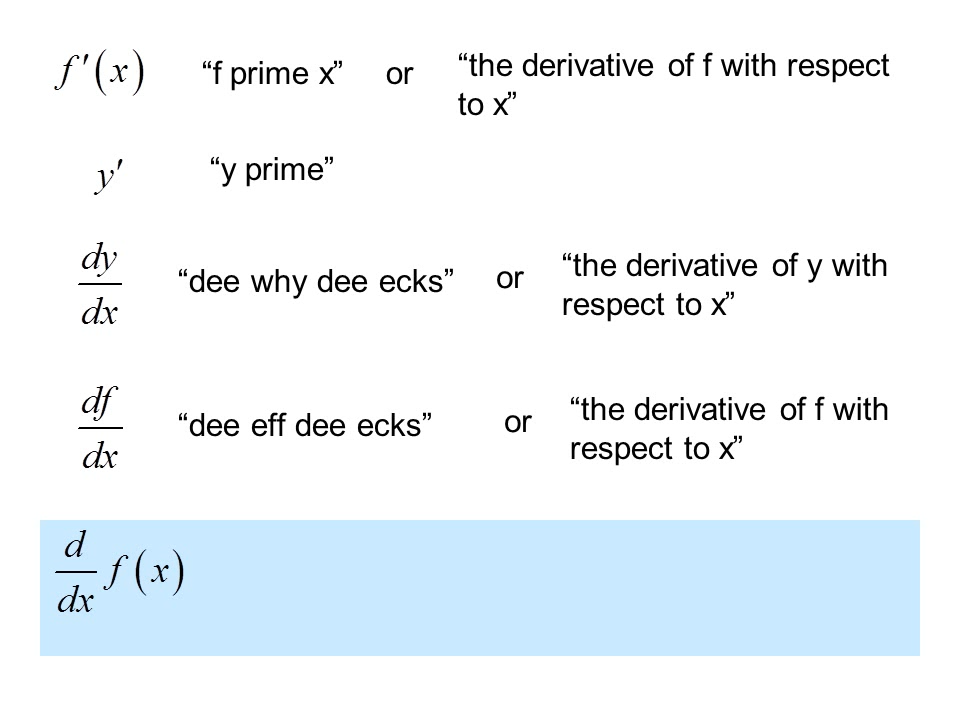 f ′(x) “f prime x” or “the derivative of f with respect
to x”
y′ “y prime”
dy
dx “dee why dee ecks” or “the derivative of y with
respect to x”
df
dx “dee eff dee ecks” or “the derivative of f with
respect to x”
d
dx f (x)